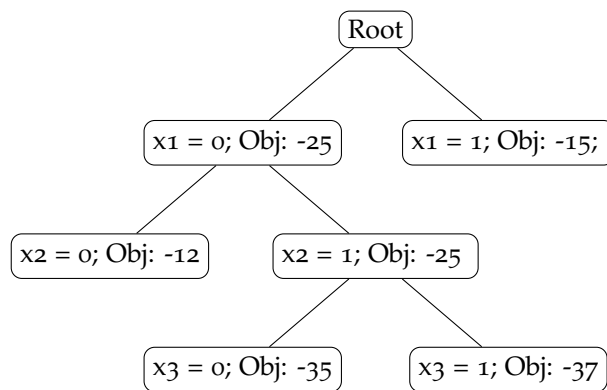 Root
x1 = 0; Obj: -25
x1 = 1; Obj: -15;
x2 = 0; Obj: -12
x2 = 1; Obj: -25
x3 = 0; Obj: -35
x3 = 1; Obj: -37